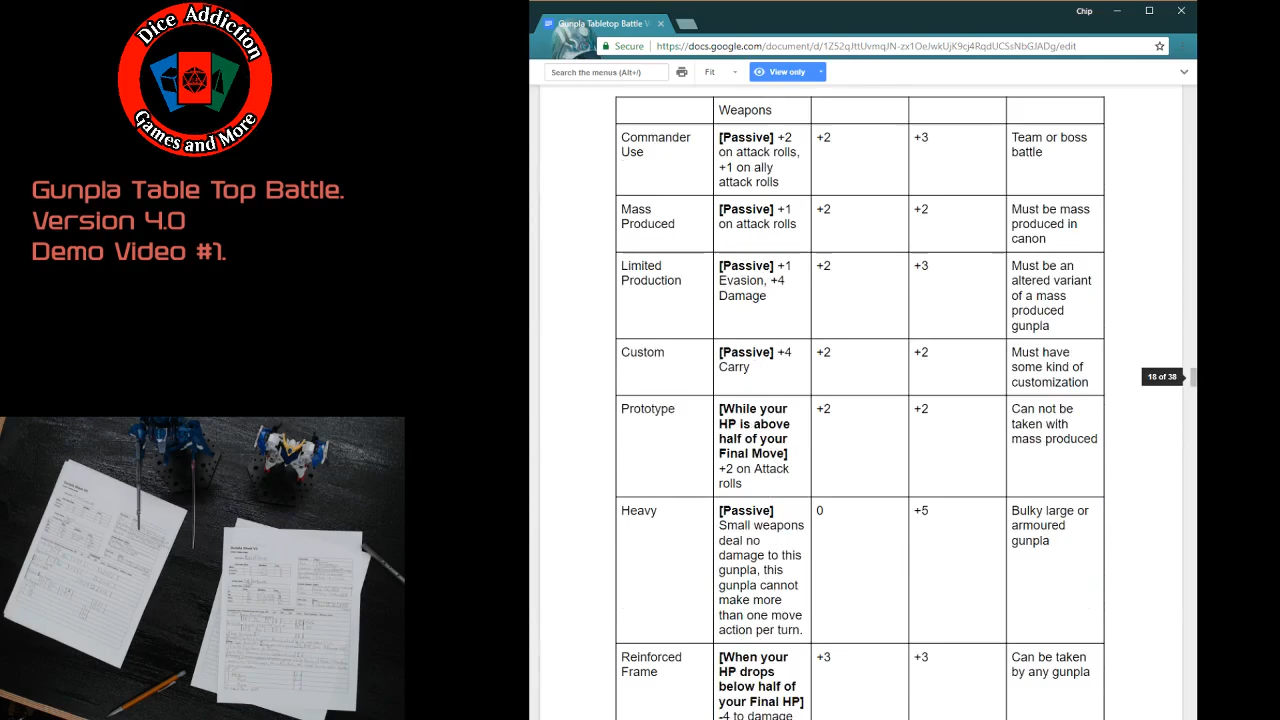 Dice Addiction
Games and More
Gunpla Table Top Battle.
Version 4.0
Demo Video #1.
Chip
Gunpla Tabletop Battle V
Secure
https://docs.google.com/document/d/1Z52qJttUvmqJN-zx1OeJwkUjK9cj4RqdUCSsNbGJADg/edit
Search the menus (Alt+/)
Fit
View only
Weapons
Commander
Use
[Passive] +2
on attack rolls,
+1 on ally
attack rolls
+2
+3
Team or boss
battle
Mass
Produced
[Passive] +1
on attack rolls
+2
+2
Must be mass
produced in
canon
Limited
Production
[Passive] +1
Evasion, +4
Damage
+2
+3
Must be an
altered variant
of a mass
produced
gunpla
Custom
[Passive] +4
Carry
+2
+2
Must have
some kind of
customization
Prototype
[While your
HP is above
half of your
Final Move]
+2 on Attack
rolls
+2
+2
Can not be
taken with
mass produced
Heavy
[Passive]
Small weapons
deal no
damage to this
gunpla, this
gunpla cannot
make more
than one move
action per turn.
0
+5
Bulky large or
armoured
gunpla
Reinforced
Frame
[When your
HP drops
below half of
your Final HP]
-4 to damage
+3
+3
Can be taken
by any gunpla
18 of 38